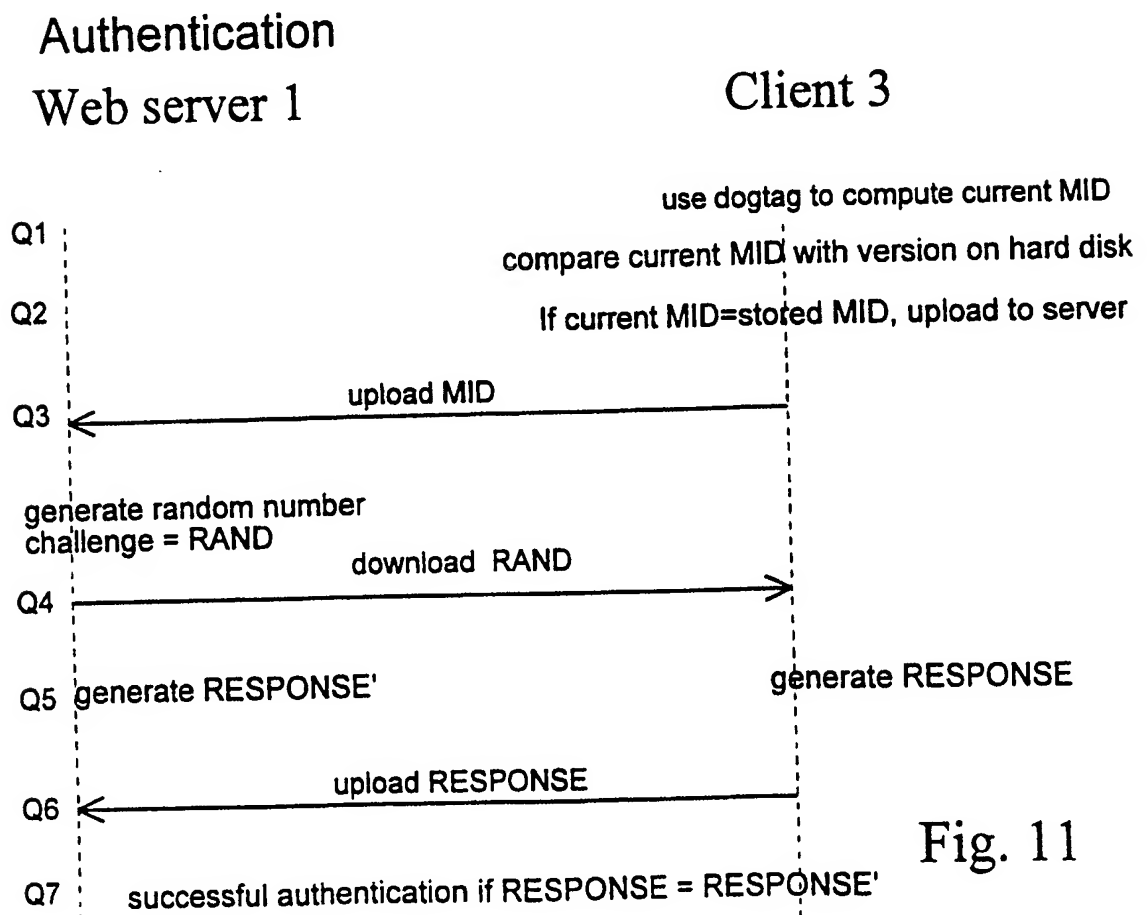 Authentication
Web server 1
Client 3
use dogtag to compute current MID
Q1
compare current MID with version on hard disk
Q2
If current MID=stored MID, upload to server
upload MID
Q3
generate random number
challenge = RAND
download RAND
Q4
Q5 generate RESPONSE'
generate RESPONSE
upload RESPONSE
Q6
Fig. 11
Q7 successful authentication if RESPONSE = RESPONSE'